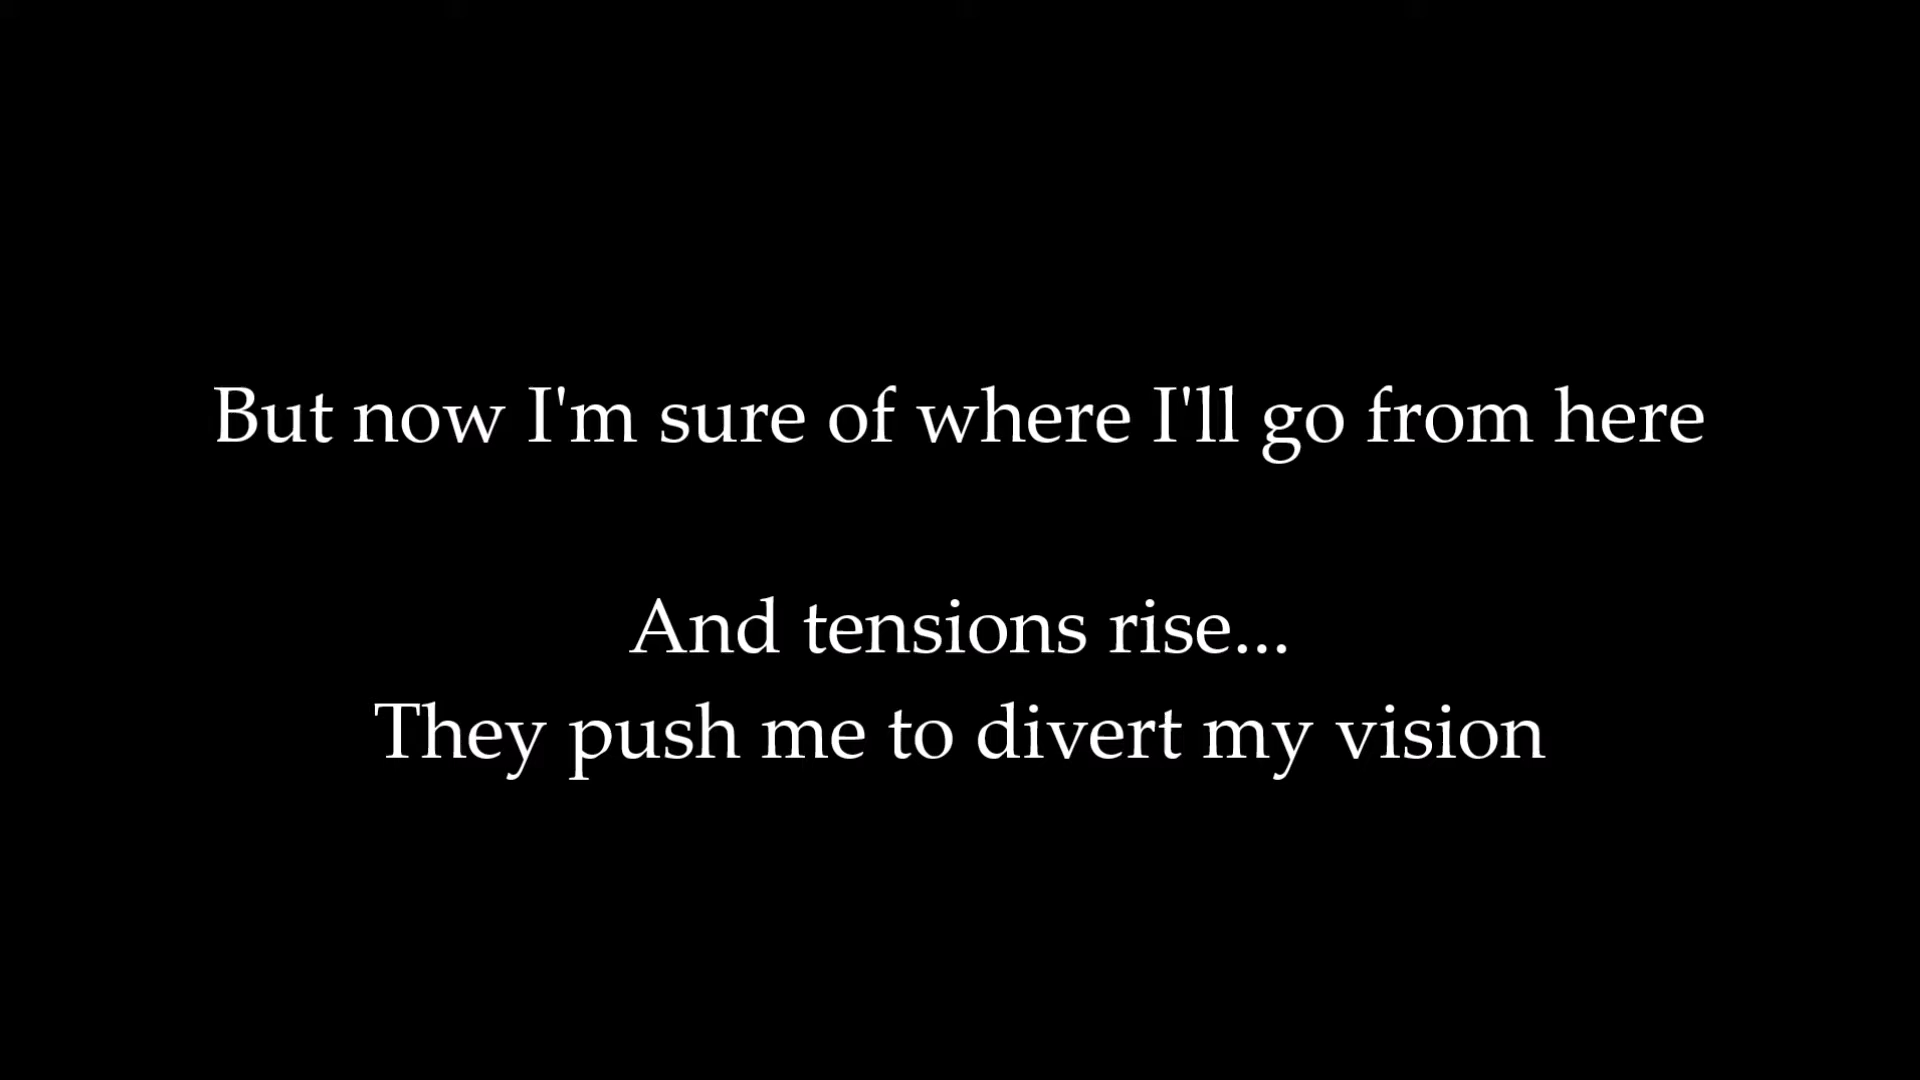 But now I'm sure of where I'll go from here
And tensions rise...
They push me to divert my vision